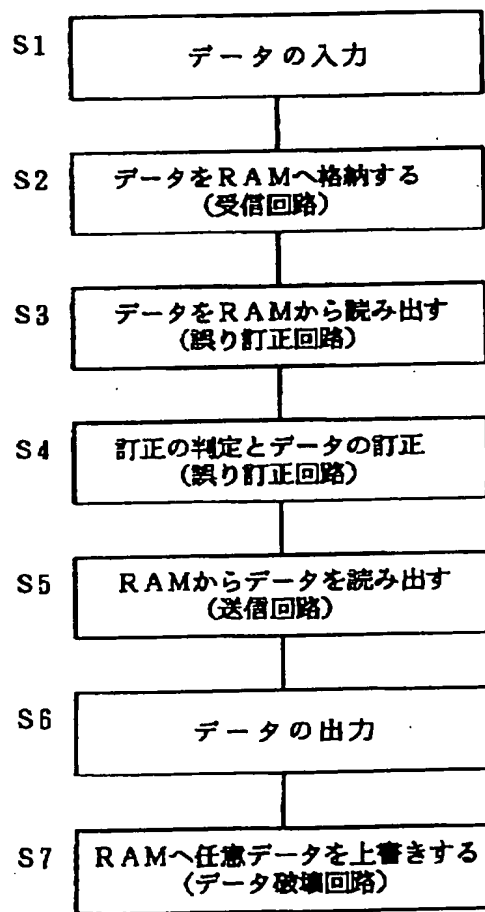 S1 データの入力
S2 データをRAMへ格納する
(受信回路)
S3 データをRAMから読み出す
(誤り訂正回路)
S4 訂正の判定とデータの訂正
(誤り訂正回路)
S5 RAMからデータを読み出す
(送信回路)
S6 データの出力
S7 RAMへ任意データを上書きする
(データ破壊回路)